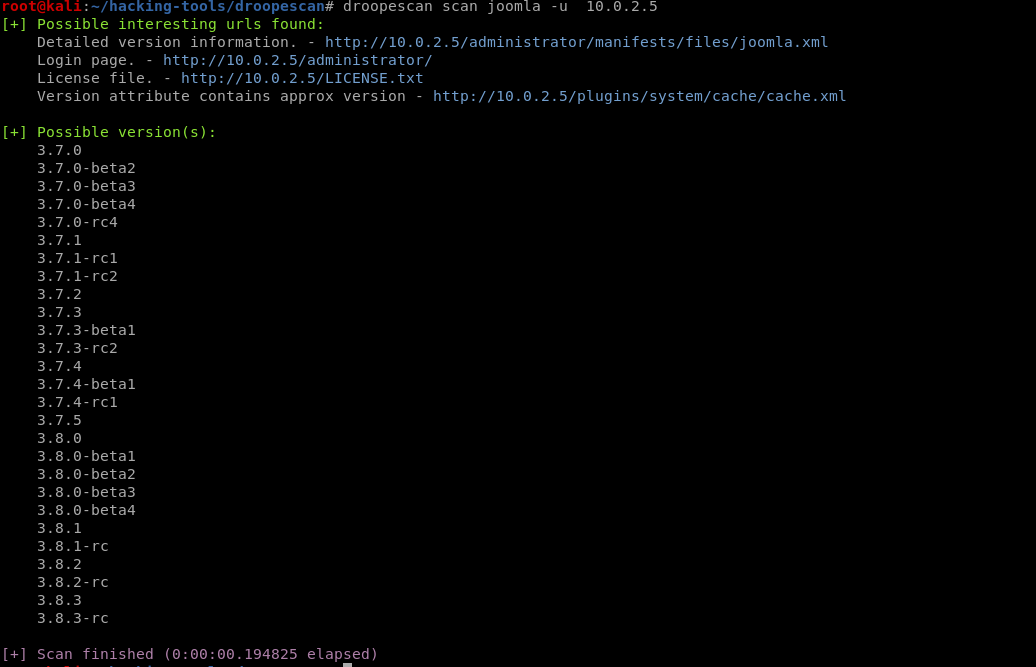 root@kali:~/hacking-tools/droopescan# droopescan scan joomla -u  10.0.2.5
[+] Possible interesting urls found:
    Detailed version information. - http://10.0.2.5/administrator/manifests/files/joomla.xml
    Login page. - http://10.0.2.5/administrator/
    License file. - http://10.0.2.5/LICENSE.txt
    Version attribute contains approx version - http://10.0.2.5/plugins/system/cache/cache.xml

[+] Possible version(s):
    3.7.0
    3.7.0-beta2
    3.7.0-beta3
    3.7.0-beta4
    3.7.0-rc4
    3.7.1
    3.7.1-rc1
    3.7.1-rc2
    3.7.2
    3.7.3
    3.7.3-beta1
    3.7.3-rc2
    3.7.4
    3.7.4-beta1
    3.7.4-rc1
    3.7.5
    3.8.0
    3.8.0-beta1
    3.8.0-beta2
    3.8.0-beta3
    3.8.0-beta4
    3.8.1
    3.8.1-rc
    3.8.2
    3.8.2-rc
    3.8.3
    3.8.3-rc

[+] Scan finished (0:00:00.194825 elapsed)